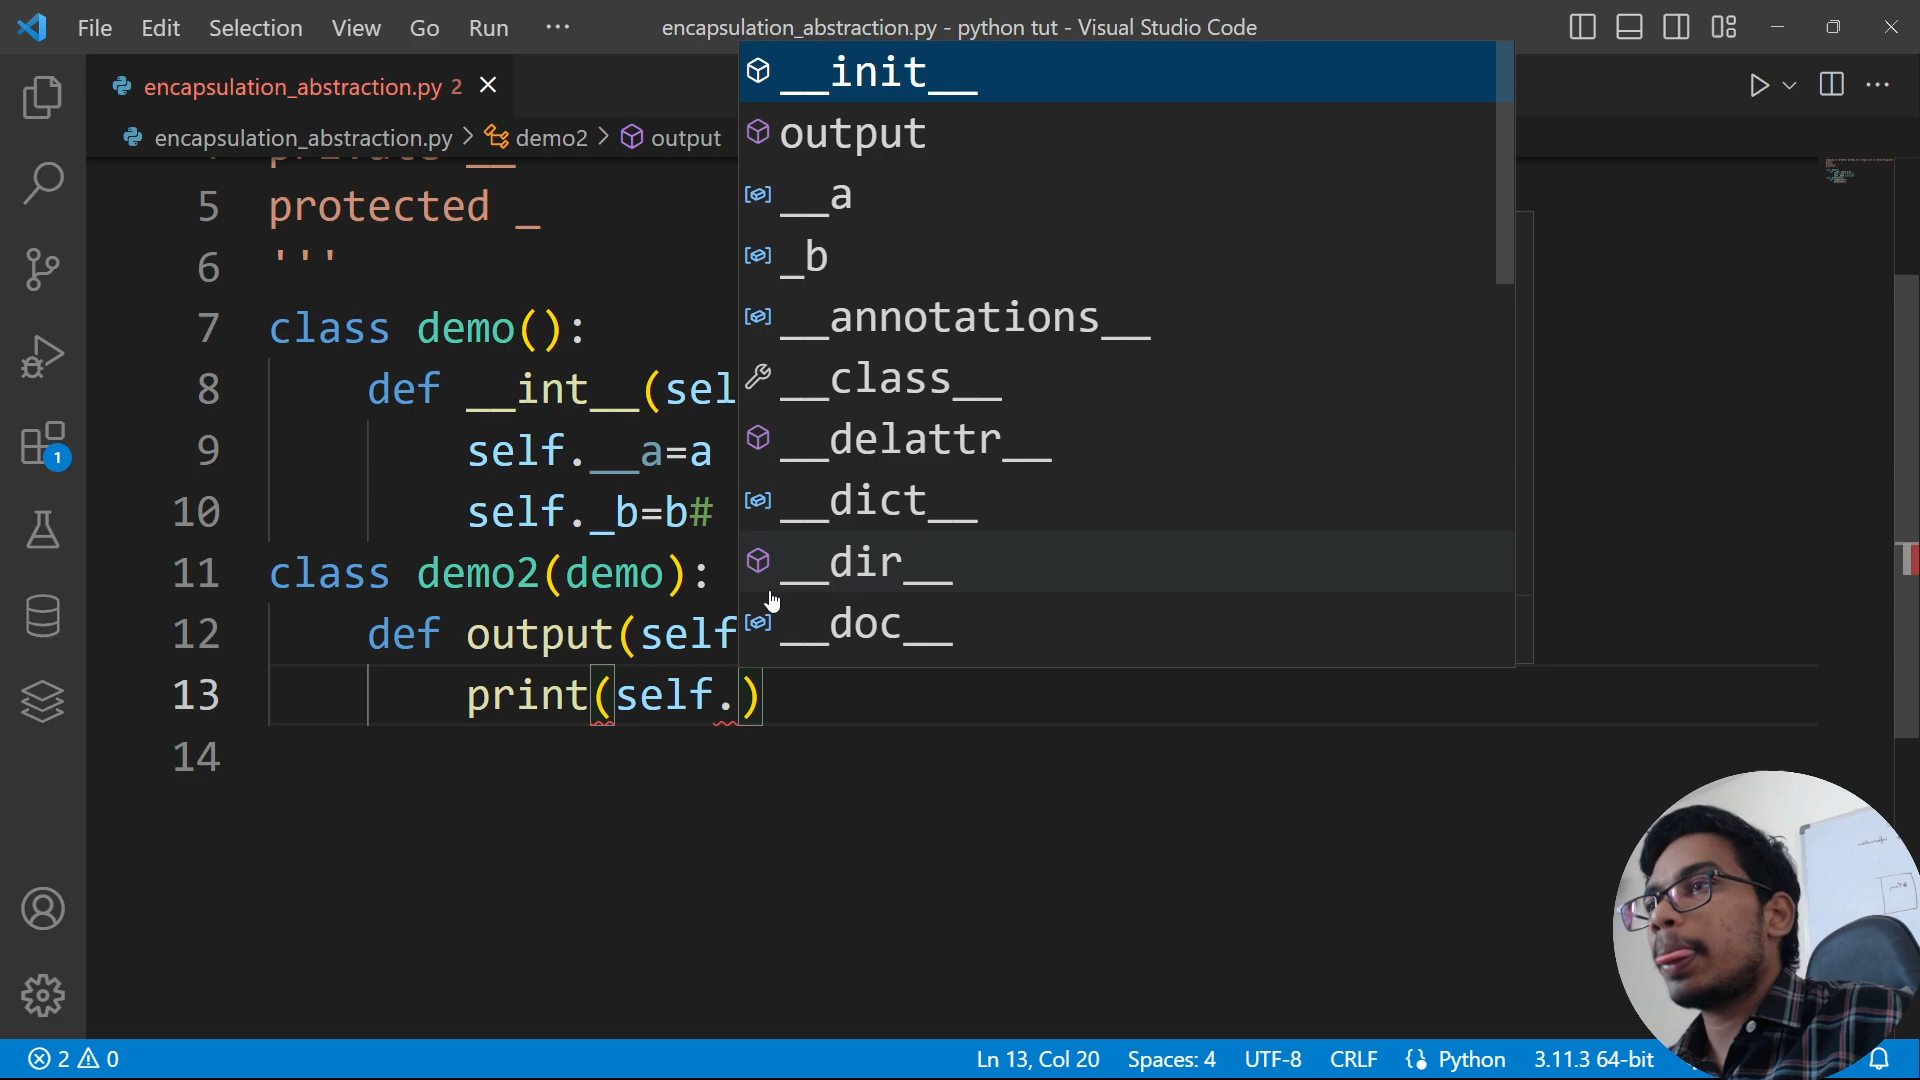 File Edit Selection View Go Run ···
encapsulation_abstraction.py - python tut - Visual Studio Code
encapsulation_abstraction.py 2
encapsulation_abstraction.py > demo2 > output
5 protected _
6 '''
7 class demo():
8 def __int__(sel
9 self.__a=a
10 self._b=b#
11 class demo2(demo):
12 def output(self
13 print(self.)
14
__init__
output
__a
_b
__annotations__
__class__
__delattr__
__dict__
__dir__
__doc__
1
2 0
Ln 13, Col 20 Spaces: 4 UTF-8 CRLF Python 3.11.3 64-bit